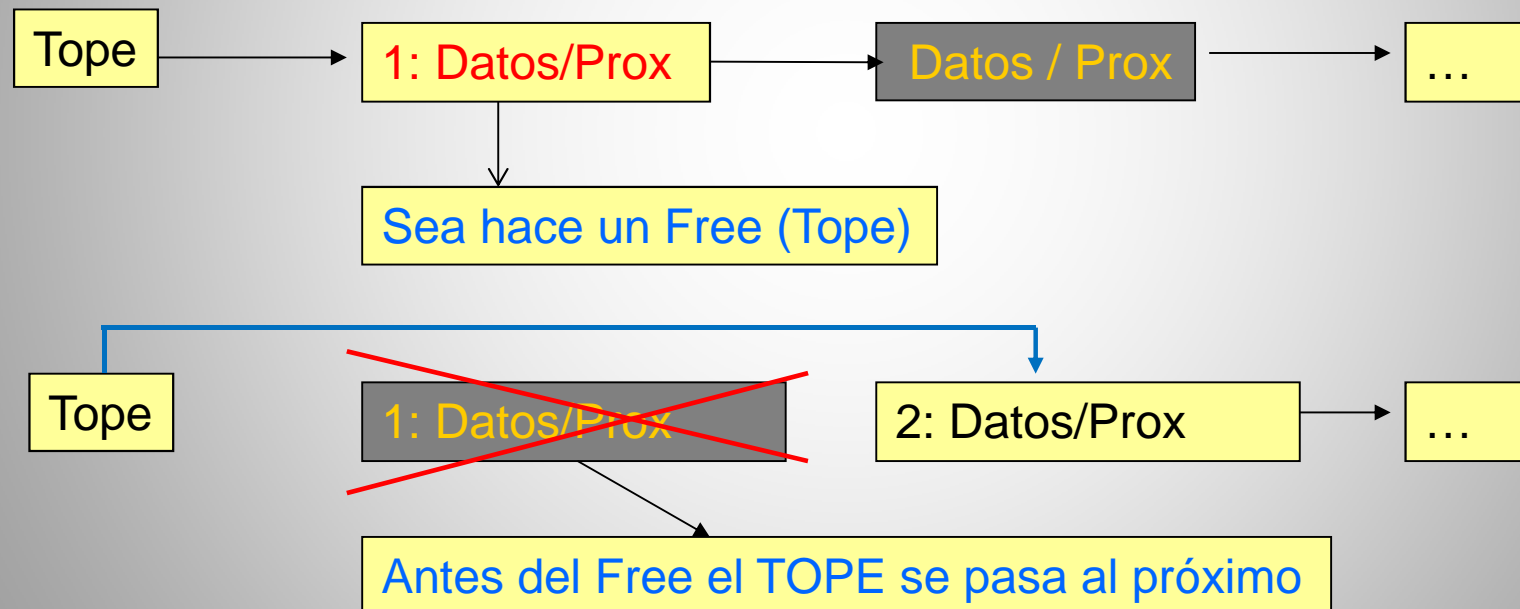 Tope
1: Datos/Prox
Datos / Prox
…
Sea hace un Free (Tope)
Tope
1: Datos/Prox
2: Datos/Prox
…
Antes del Free el TOPE se pasa al próximo